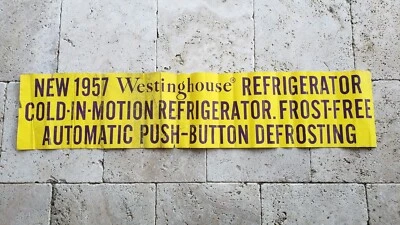 NEW 1957 Westinghouse® REFRIGERATOR
COLD-IN-MOTION REFRIGERATOR. FROST-FREE
AUTOMATIC PUSH-BUTTON DEFROSTING